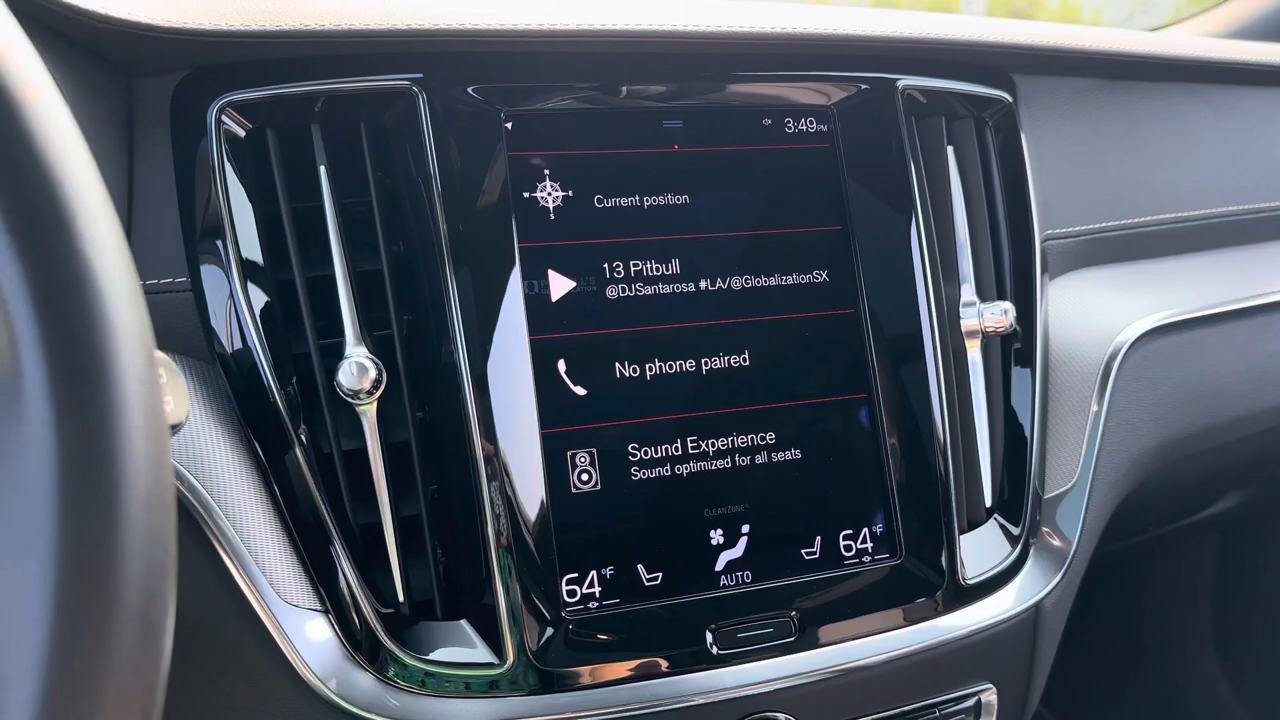 3:49PM
N
W E
S
Current position
13 Pitbull
@DJSantarosa #LA/@GlobalizationSX
No phone paired
Sound Experience
Sound optimized for all seats
CLEANZONE
64°F
AUTO
64°F